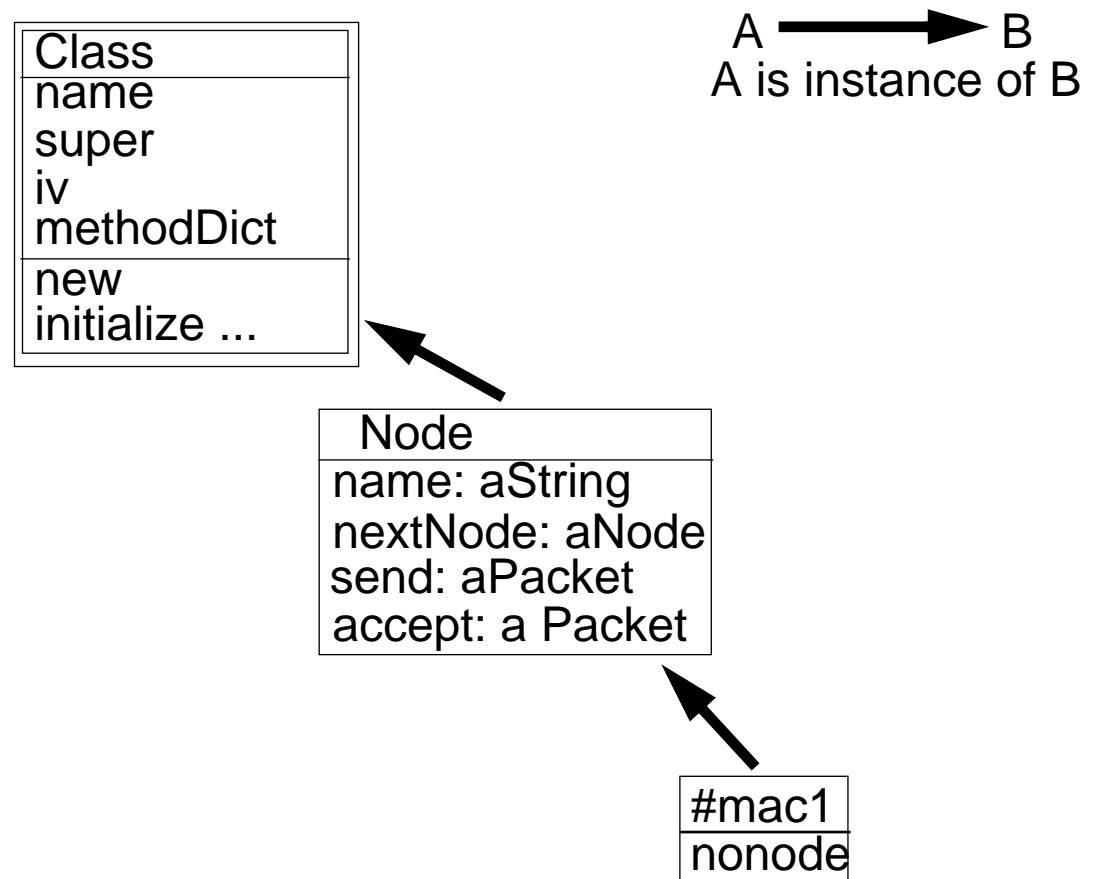 Class
name
super
iv
methodDict
new
initialize ...
A B
A is instance of B
Node
name: aString
nextNode: aNode
send: aPacket
accept: a Packet
#mac1
nonode